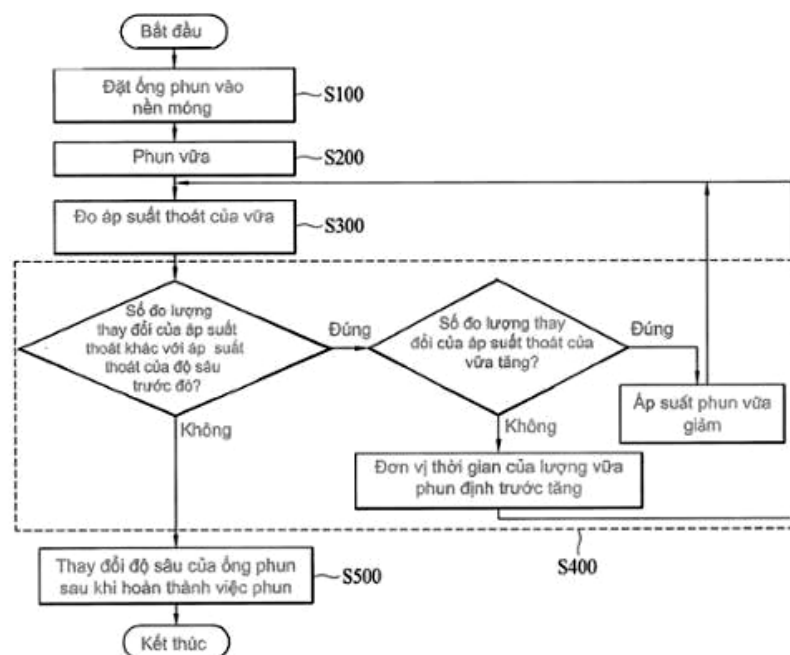 Bắt đầu
Đặt ống phun vào
nền móng
S100
Phun vữa
S200
Đo áp suất thoát của vữa
S300
Số đo lượng
thay đổi của áp suất
thoát khác với áp suất
thoát của độ sâu
trước đó?
Đúng
Số đo lượng thay
đổi của áp suất thoát của
vữa tăng?
Đúng
Áp suất phun vữa
giảm
Không
Không
Đơn vị thời gian của lượng vữa
phun định trước tăng
S400
Thay đổi độ sâu của ống phun
sau khi hoàn thành việc phun
S500
Kết thúc